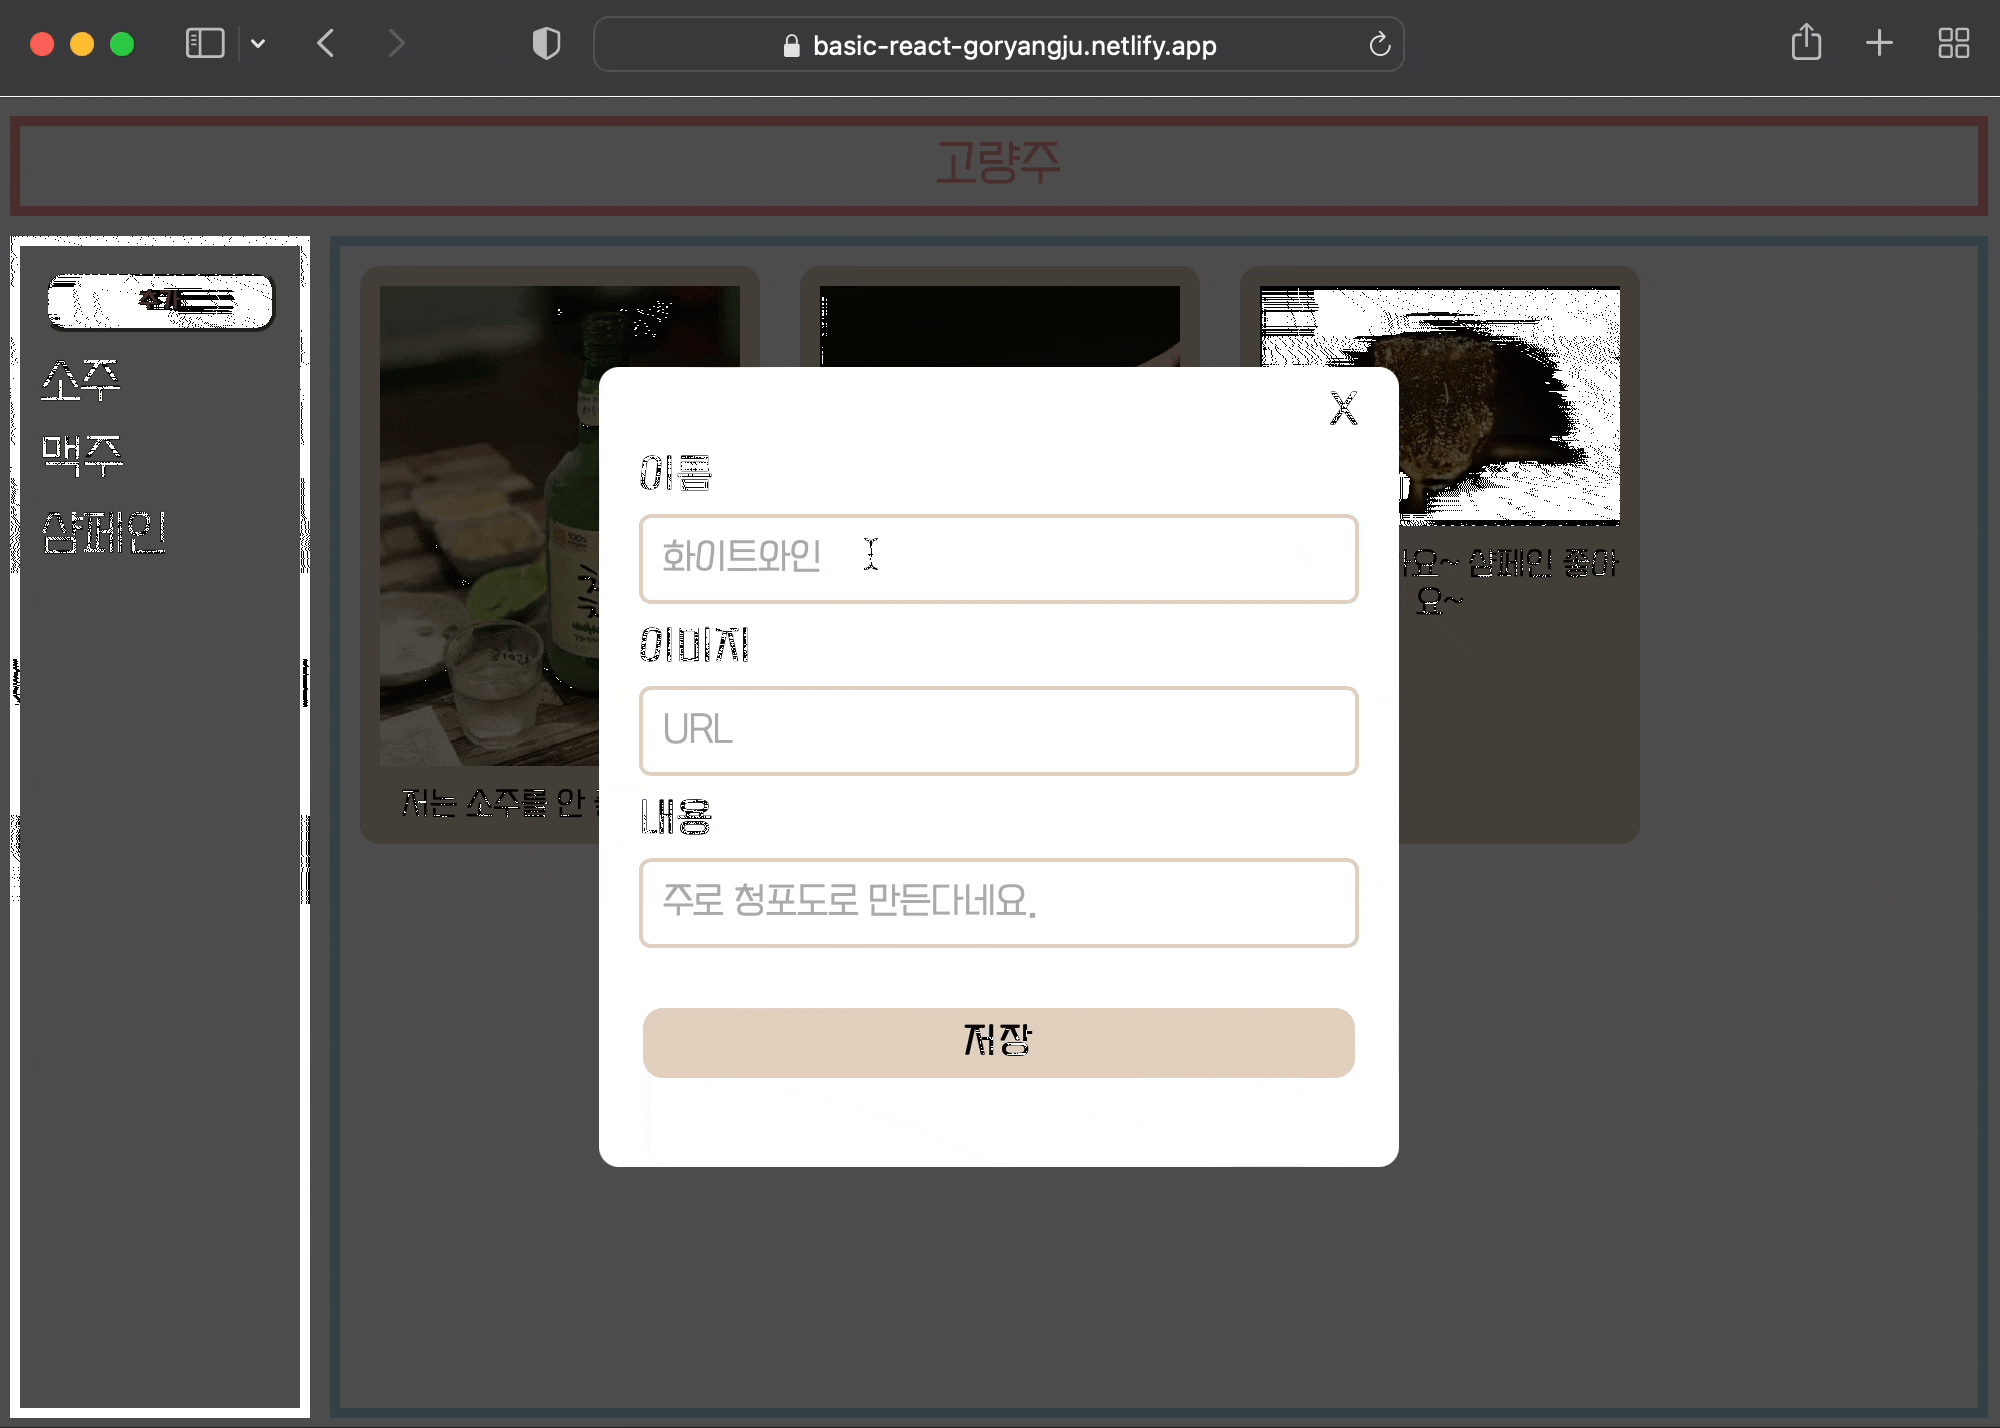 basic-react-goryangju.netlify.app
고량주
추가
소주
맥주
샴페인
저는 소주를 안
요~ 샴페인 좋아
요~
X
이름
화이트와인
이미지
URL
내용
주로 청포도로 만든다네요.
저장